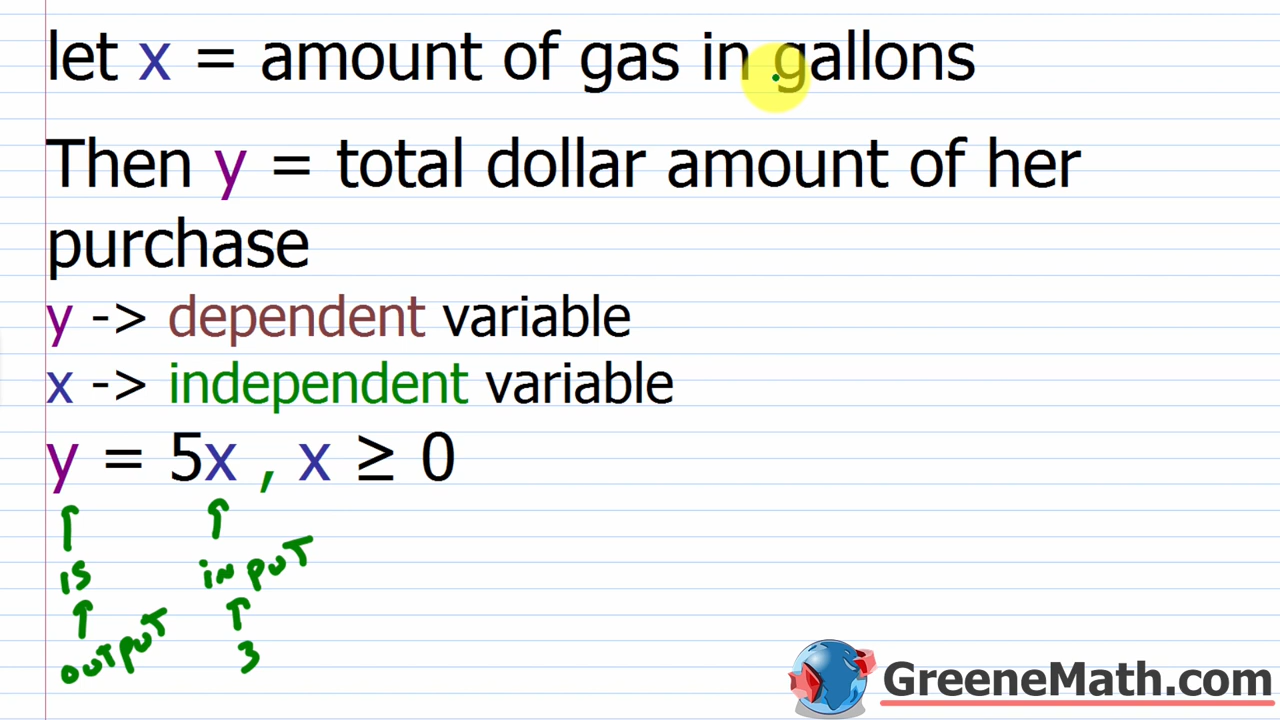 let x = amount of gas in gallons
Then y = total dollar amount of her
purchase
y -> dependent variable
x -> independent variable
y = 5x , x ≥ 0
15 input
output 3
GreeneMath.com